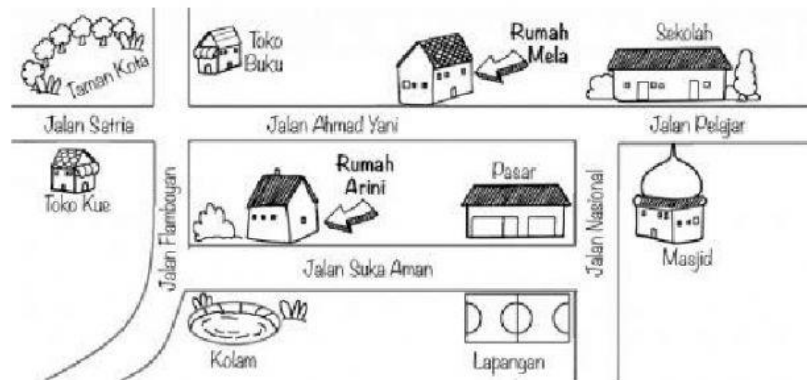 Toko
Buku
Rumah
Mela
Sekolah
Taman Kota
Jalan Satria
Jalan Ahmad Yani
Jalan Pelajar
Toko Kue
Jalan Flamboyan
Rumah
Arini
Pasar
Jalan Nasional
Masjid
Jalan Suka Aman
Kolam
Lapangan